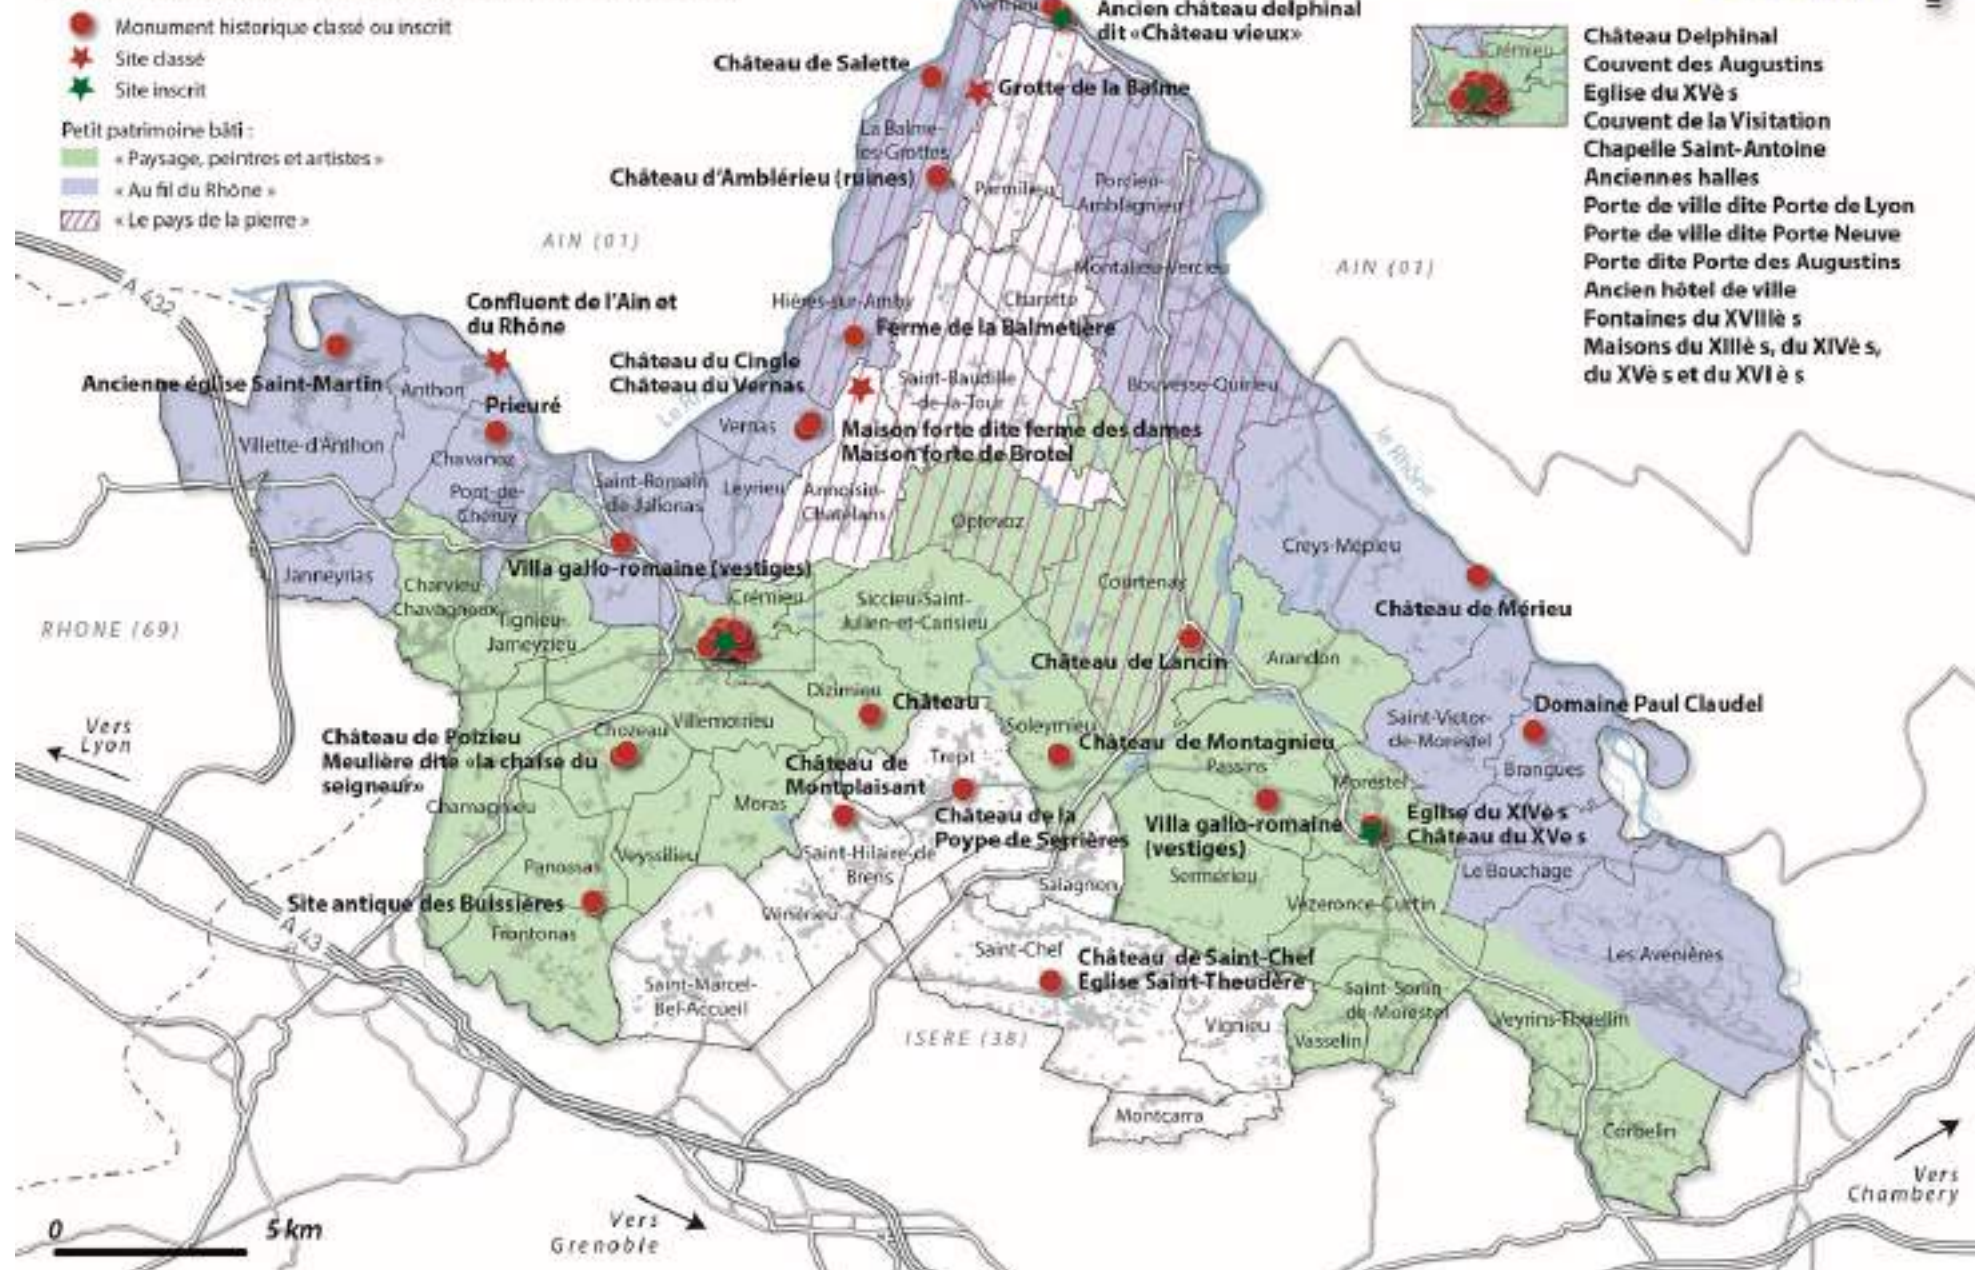 Monument historique classé ou inscrit
Site classé
Site inscrit
Petit patrimoine bâti :
« Paysage, peintres et artistes »
« Au fil du Rhône »
« Le pays de la pierre »
Ancien château delphinal
dit «Château vieux»
Château de Salette
Grotte de la Balme
La Balme-
les-Grottes
Château d'Amblérieu (ruines)
Parmilieu
Porcieu-
Amblagnieu
AIN (01)
AIN (01)
Montalieu-Vercieu
A 432
Confluent de l'Ain et
du Rhône
Hières-sur-Amby
Charette
Ferme de la Balmetière
Château du Cingle
Château du Vernas
Ancienne église Saint-Martin
Anthon
Saint-Baudille
-de-la-Tour
Bouvesse-Quirieu
Prieuré
Vernas
Maison forte dite ferme des dames
Maison forte de Brotel
Villette-d'Anthon
Chavanoz
le Rhône
Pont-de-
Cheruy
Saint-Romain
de-Jalionas
Leyrieu
Annoisin-
Chatelans
Optevoz
Creys-Mépieu
Janneyrias
Villa gallo-romaine (vestiges)
Charvieu-
Chavagneux
Crémieu
Siccieu-Saint-
Julien-et-Carisieu
Courtenay
Château de Mérieu
RHONE (69)
Tignieu-
Jameyzieu
Château de Lancin
Arandon
Dizimieu
Château
Domaine Paul Claudel
Vers
Lyon
Chozeau
Villemoirieu
Soleymieu
Saint-Victor-
de-Morestel
Château de Poizieu
Meulière dite «la chaise du
seigneur»
Château de
Montplaisant
Trept
Château de Montagnieu
Passins
Brangues
Morestel
Chamagnieu
Moras
Château de la
Poype de Serrières
Villa gallo-romaine
(vestiges)
Eglise du XIVè s
Château du XVe s
Panossas
Veyssilieu
Saint-Hilaire-de
Brens
Salagnon
Sermérieu
Le Bouchage
Site antique des Buissières
Vénérieu
Vézeronce-Curtin
A 43
Frontonas
Saint-Chef
Château de Saint-Chef
Eglise Saint-Theudère
Les Avenières
Saint-Marcel-
Bel-Accueil
Saint-Sorlin-
de-Morestel
ISERE (38)
Vignieu
Vasselin
Veyrins-Thuellin
Montcarra
Corbelin
Vers
Chambery
Vers
Grenoble
0 5 km
Crémieu
Château Delphinal
Couvent des Augustins
Eglise du XVè s
Couvent de la Visitation
Chapelle Saint-Antoine
Anciennes halles
Porte de ville dite Porte de Lyon
Porte de ville dite Porte Neuve
Porte dite Porte des Augustins
Ancien hôtel de ville
Fontaines du XVIIIè s
Maisons du XIIIè s, du XIVè s,
du XVè s et du XVI è s